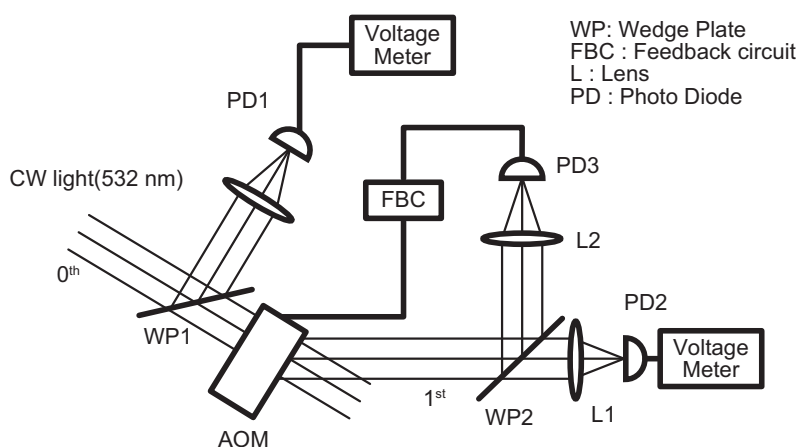 Voltage
Meter
WP: Wedge Plate
FBC : Feedback circuit
L : Lens
PD : Photo Diode
PD1
CW light(532 nm)
FBC
PD3
L2
0th
WP1
PD2
Voltage
Meter
1st
WP2
L1
AOM